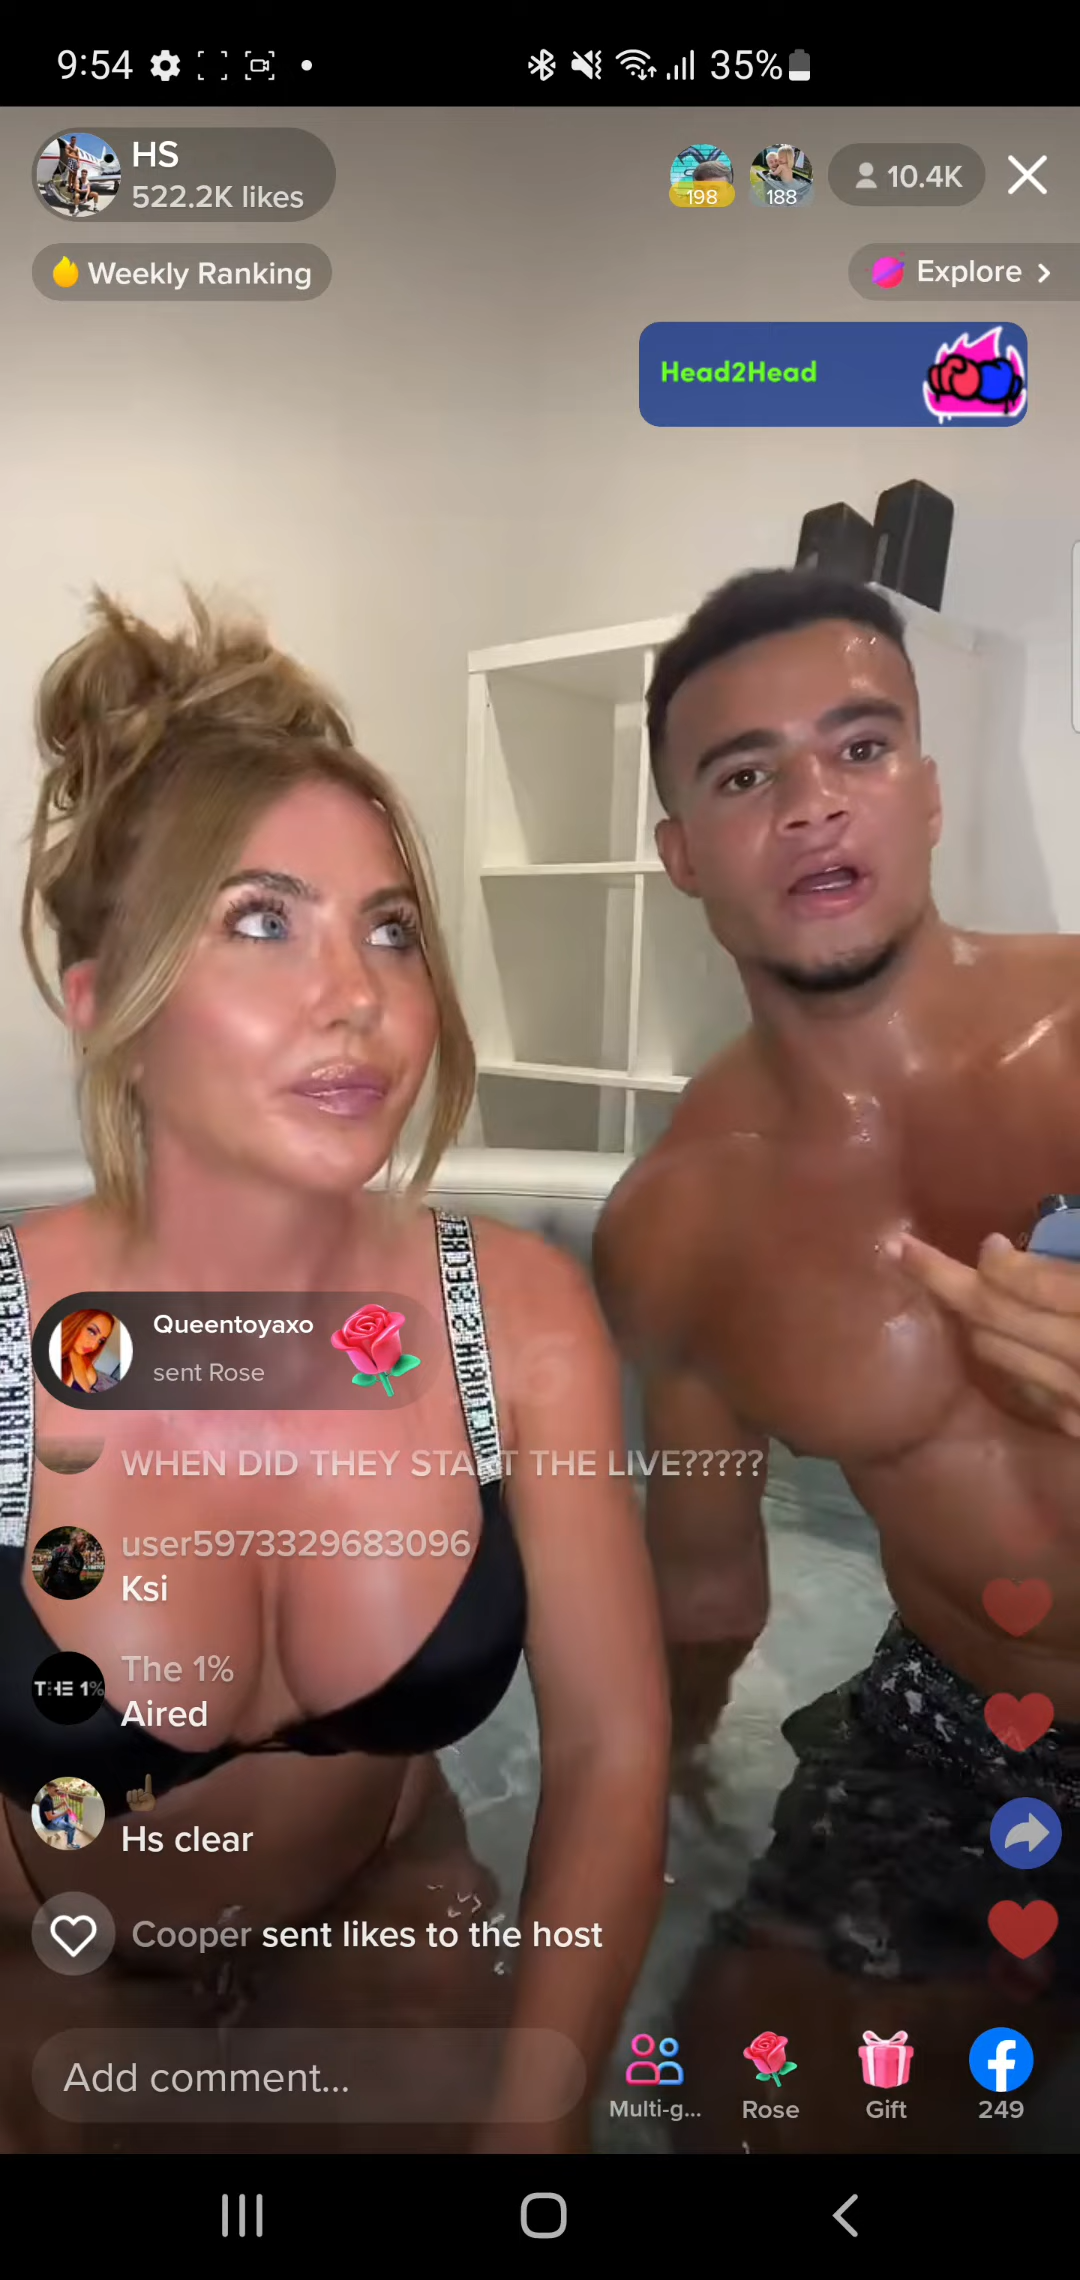 9:54
35%
HS
522.2K likes
198
188
10.4K
Weekly Ranking
Explore
Head2Head
Queentoyaxo
sent Rose
WHEN DID THEY START THE LIVE?????
user5973329683096
Ksi
THE 1%
The 1%
Aired
Hs clear
Cooper sent likes to the host
Add comment...
Multi-g...
Rose
Gift
249